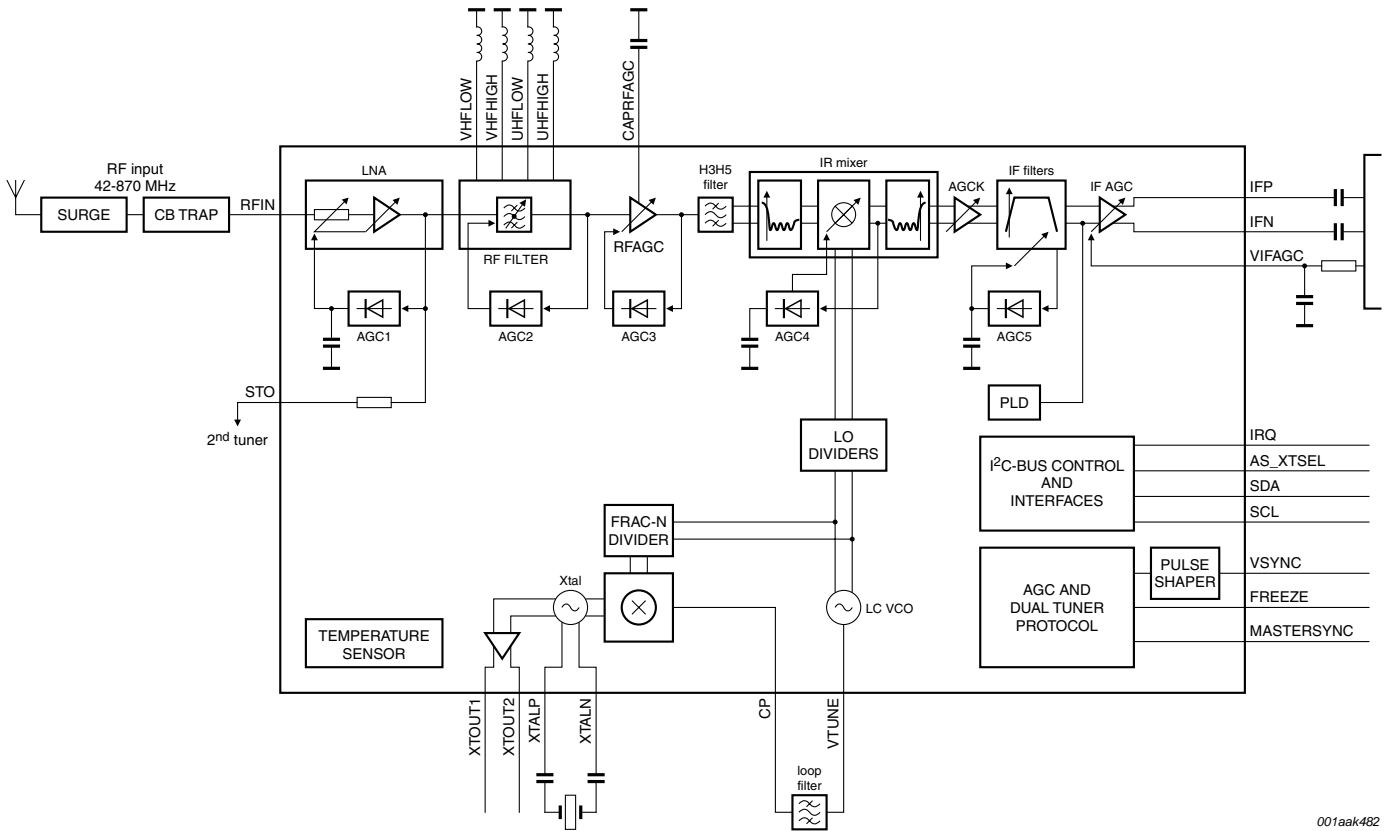 VHFLOW
VHFHIGH
UHFLOW
UHFHIGH
CAPRFAGC
RF input
42-870 MHz
SURGE
CB TRAP
RFIN
LNA
RF FILTER
RFAGC
H3H5
filter
IR mixer
AGCK
IF filters
IF AGC
IFP
IFN
VIFAGC
AGC1
AGC2
AGC3
AGC4
AGC5
STO
2nd tuner
PLD
LO
DIVIDERS
I2C-BUS CONTROL
AND
INTERFACES
IRQ
AS_XTSEL
SDA
SCL
FRAC-N
DIVIDER
Xtal
LC VCO
AGC AND
DUAL TUNER
PROTOCOL
PULSE
SHAPER
VSYNC
FREEZE
MASTERSYNC
TEMPERATURE
SENSOR
XTOUT1
XTOUT2
XTALP
XTALN
CP
VTUNE
loop
filter
001aak482